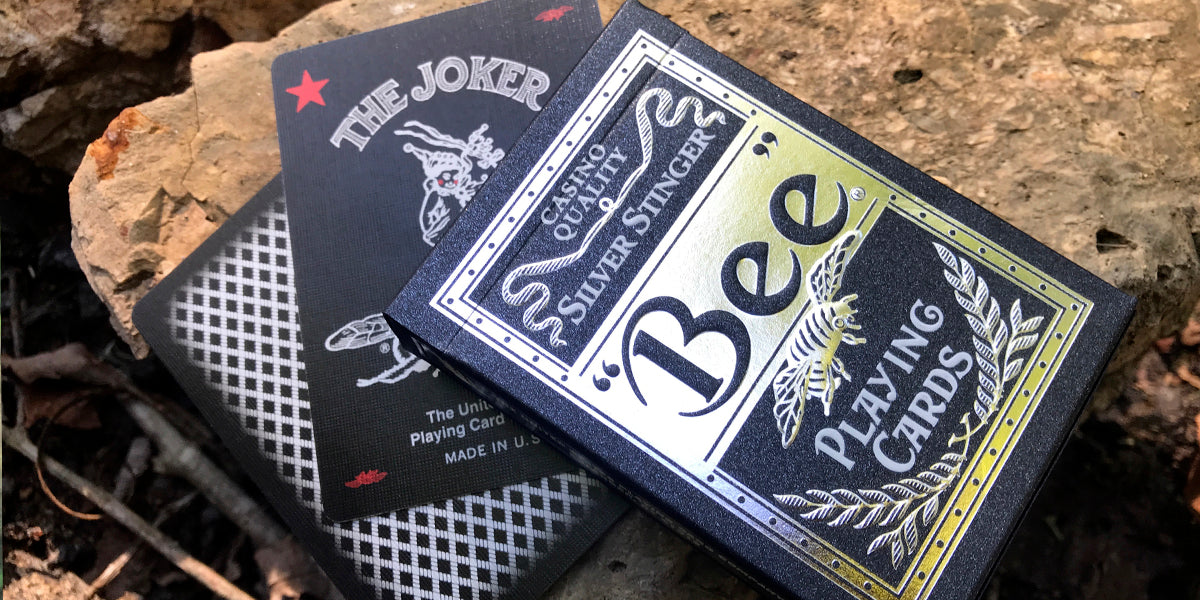 THE JOKER
®
The Unit
Playing Card
MADE IN U.S
CASINO
QUALITY
SILVER STINGER
"Bee"®
PLAYING
CARDS